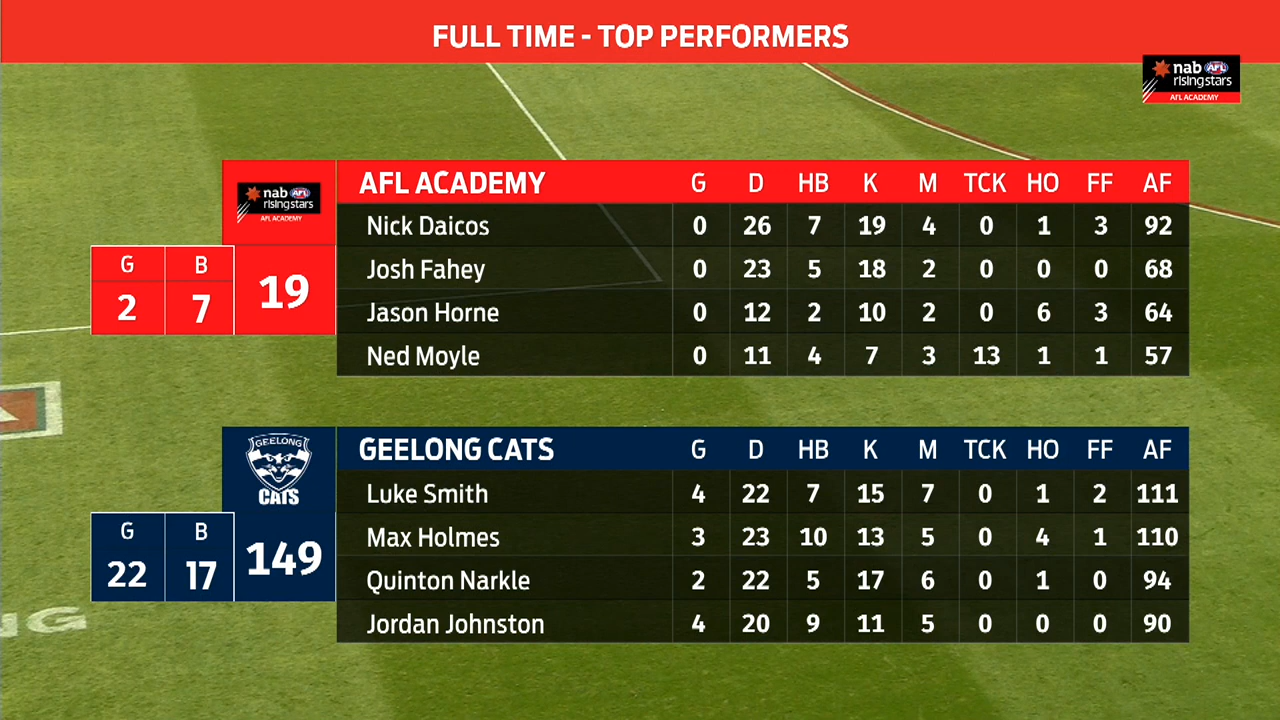 FULL TIME - TOP PERFORMERS
nab AFL
rising stars
AFL ACADEMY
nab AFL
rising stars
AFL ACADEMY
AFL ACADEMY G D HB K M TCK HO FF AF
Nick Daicos 0 26 7 19 4 0 1 3 92
Josh Fahey 0 23 5 18 2 0 0 0 68
Jason Horne 0 12 2 10 2 0 6 3 64
Ned Moyle 0 11 4 7 3 13 1 1 57
G B
2 7 19
GEELONG
CATS
GEELONG CATS G D HB K M TCK HO FF AF
Luke Smith 4 22 7 15 7 0 1 2 111
Max Holmes 3 23 10 13 5 0 4 1 110
Quinton Narkle 2 22 5 17 6 0 1 0 94
Jordan Johnston 4 20 9 11 5 0 0 0 90
G B
22 17 149